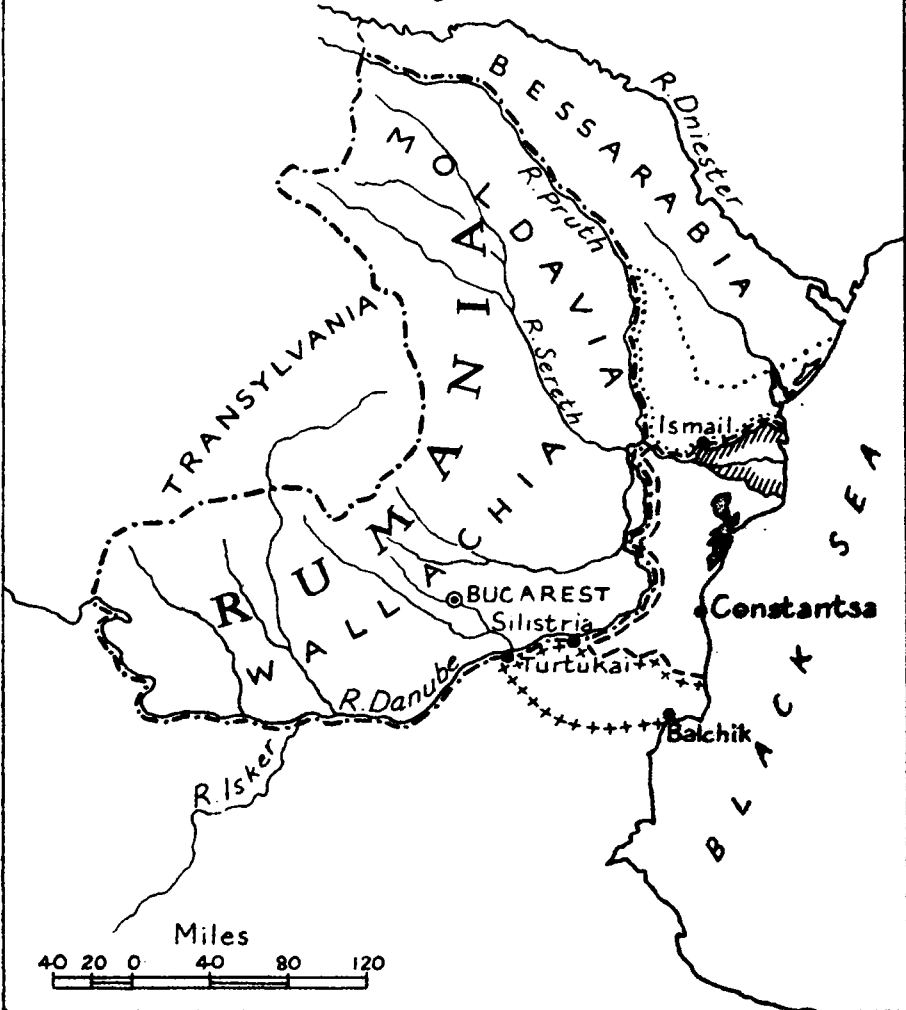 BESSARABIA
R. Dniester
MOLDAVIA
R. Pruth
RUMANIA
TRANSYLVANIA
R. Sereth
Ismail
WALLACHIA
BUCAREST
Silistria
Constantsa
Turtukai
R. Danube
Balchik
BLACK SEA
R. Isker
Miles
40 20 0 40 80 120